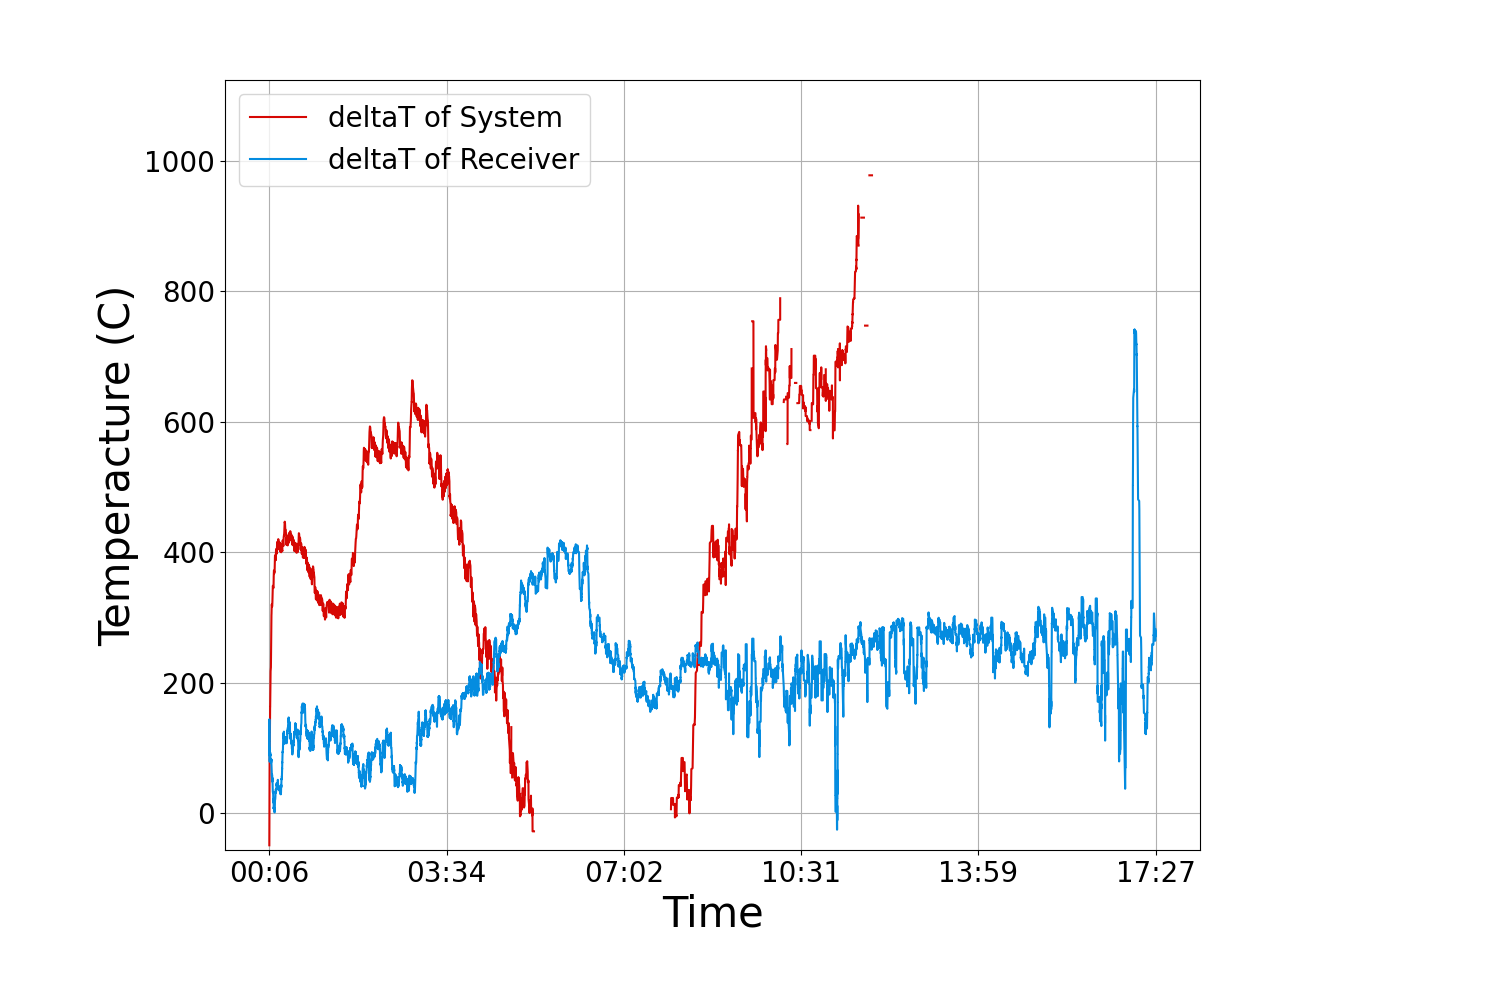 deltaT of System
deltaT of Receiver
1000
800
600
400
200
0
Temperacture (C)
00:06 03:34 07:02 10:31 13:59 17:27
Time